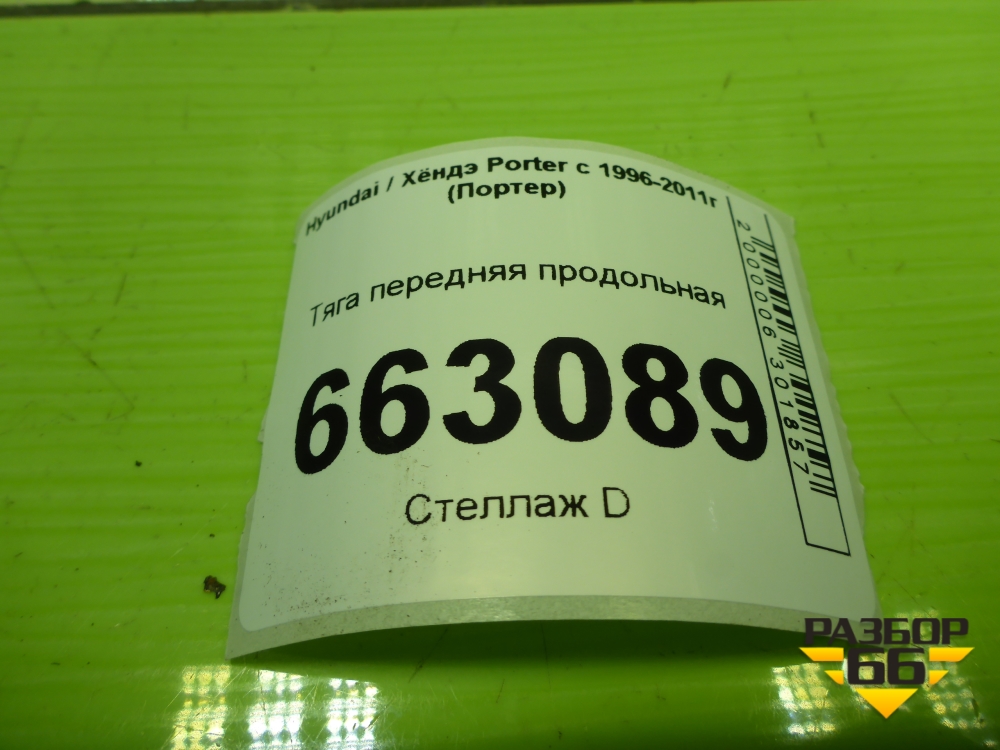 Hyundai / Хёндэ Porter с 1996-2011г
(Портер)
Тяга передняя продольная
663089
Стеллаж D
2000006301857
РАЗБОР
66